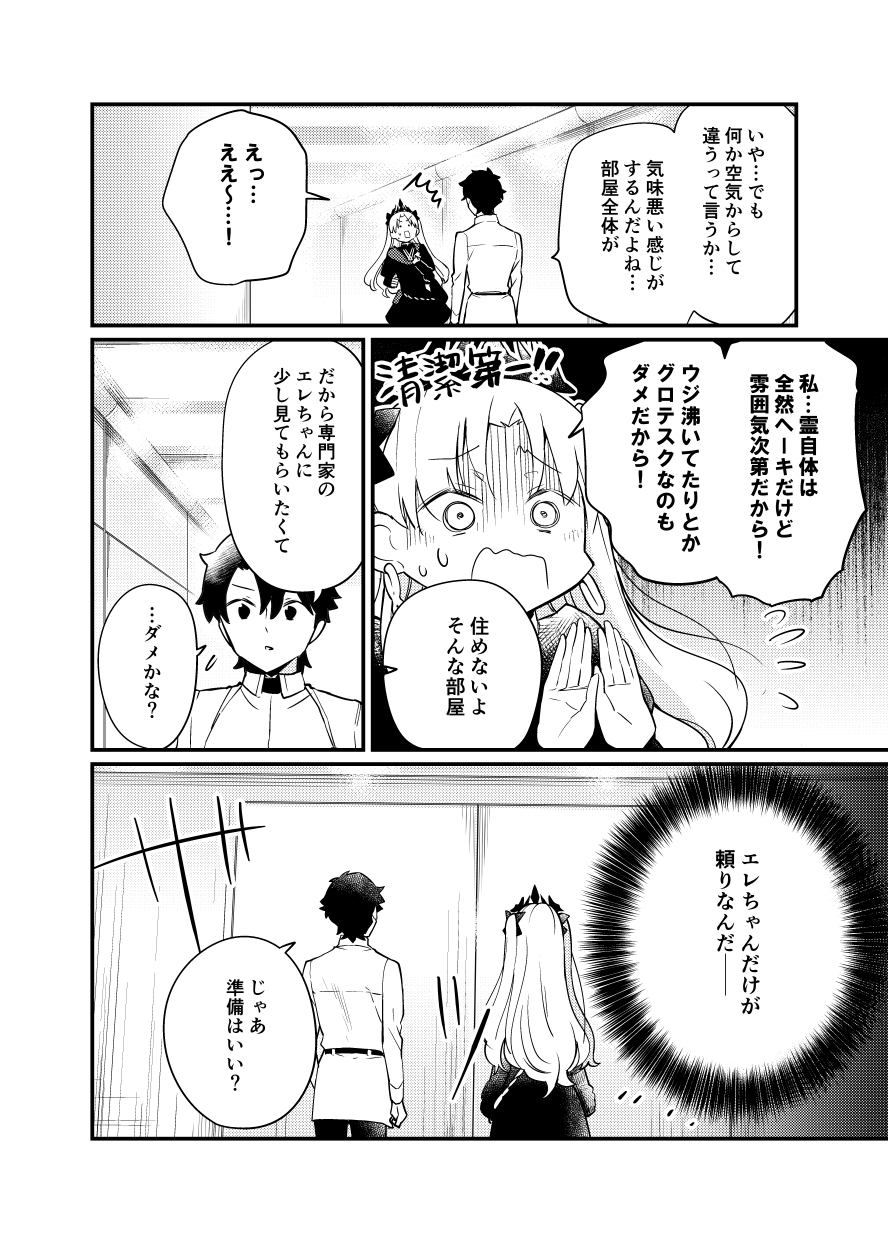 いや…でも
何か空気からして
違うって言うか…
気味悪い感じが
するんだよね…
部屋全体が
えっ…
ええ～…！
私…霊自体は
全然ヘーキだけど
雰囲気次第だから！
ウジ沸いてたりとか
グロテスクなのも
ダメだから！
清潔第一!!
住めないよ
そんな部屋
だから専門家の
エレちゃんに
少し見てもらいたくて
…ダメかな？
エレちゃんだけが
頼りなんだ――
じゃあ
準備はいい？